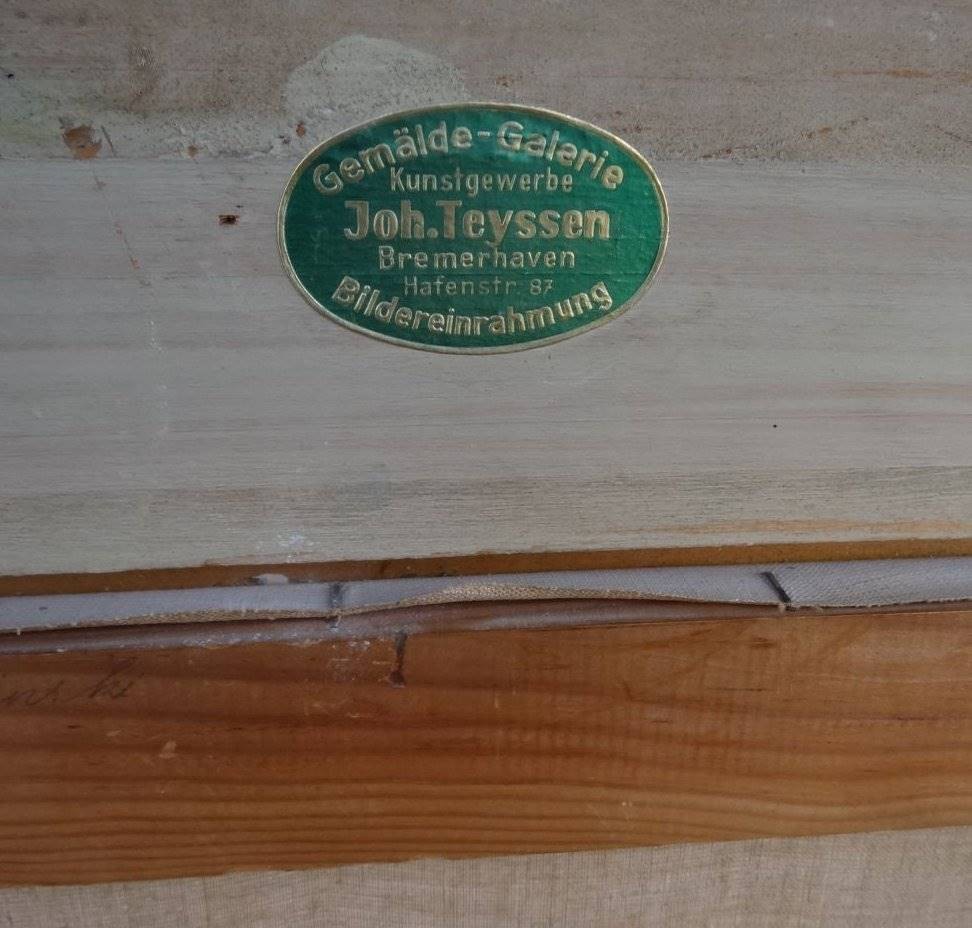 Gemälde-Galerie
Kunstgewerbe
Joh.Teyssen
Bremerhaven
Hafenstr. 87
Bildereinrahmung